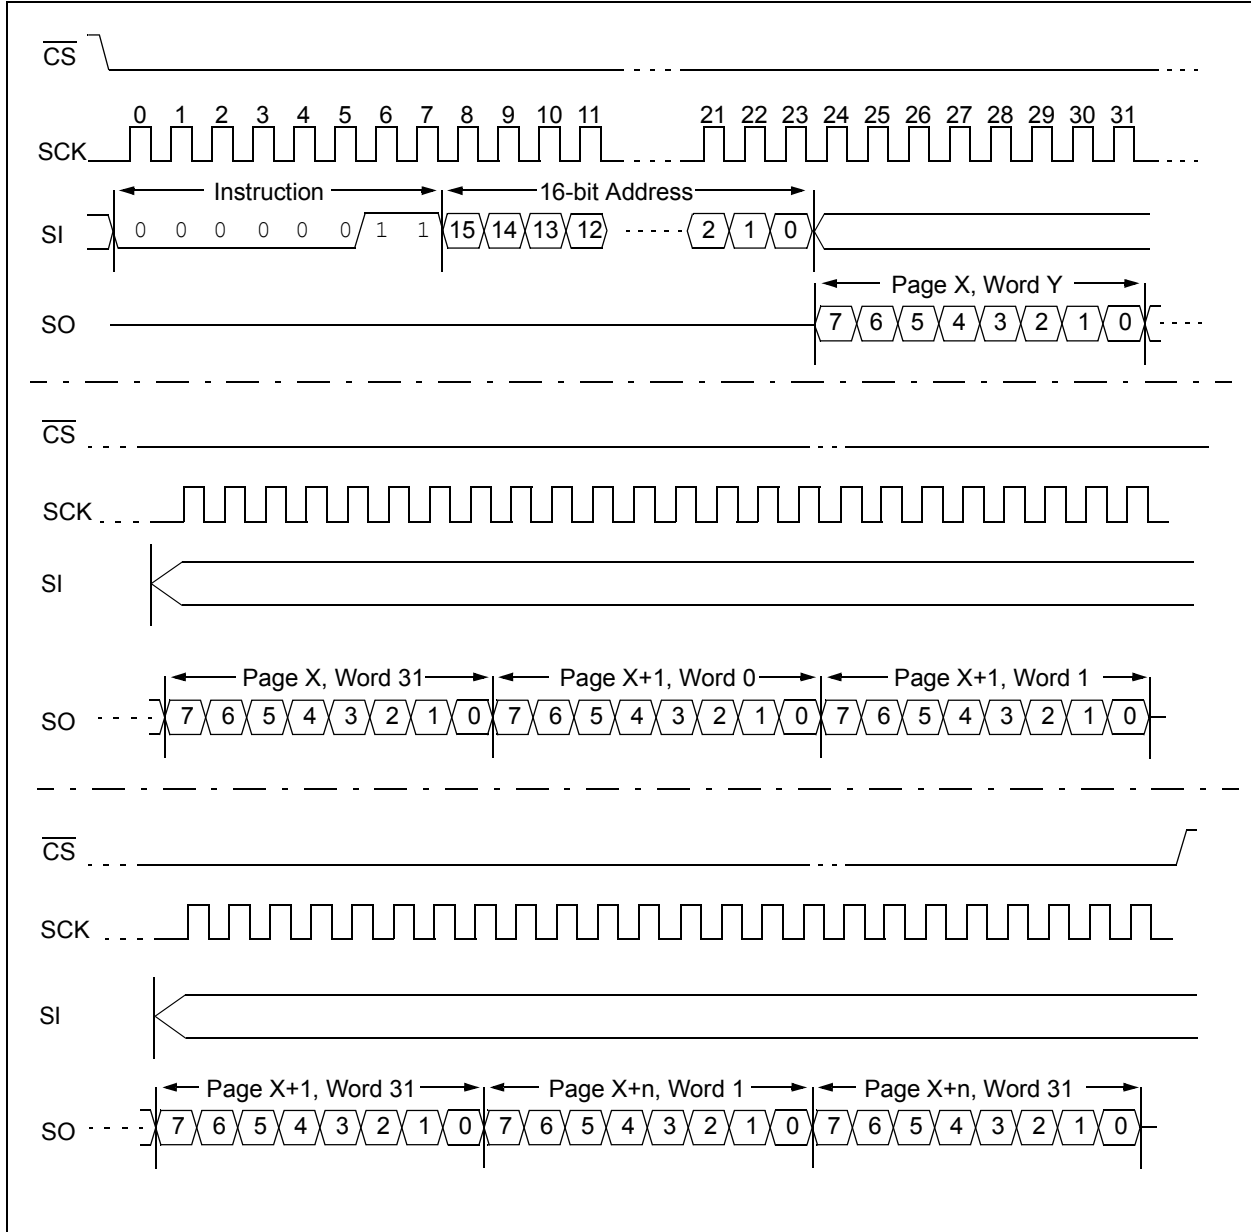 CS
0 1 2 3 4 5 6 7 8 9 10 11 21 22 23 24 25 26 27 28 29 30 31
SCK
Instruction 16-bit Address
SI 0 0 0 0 0 0 1 1 15 14 13 12 2 1 0
Page X, Word Y
SO 7 6 5 4 3 2 1 0
CS
SCK
SI
Page X, Word 31 Page X+1, Word 0 Page X+1, Word 1
SO 7 6 5 4 3 2 1 0 7 6 5 4 3 2 1 0 7 6 5 4 3 2 1 0
CS
SCK
SI
Page X+1, Word 31 Page X+n, Word 1 Page X+n, Word 31
SO 7 6 5 4 3 2 1 0 7 6 5 4 3 2 1 0 7 6 5 4 3 2 1 0